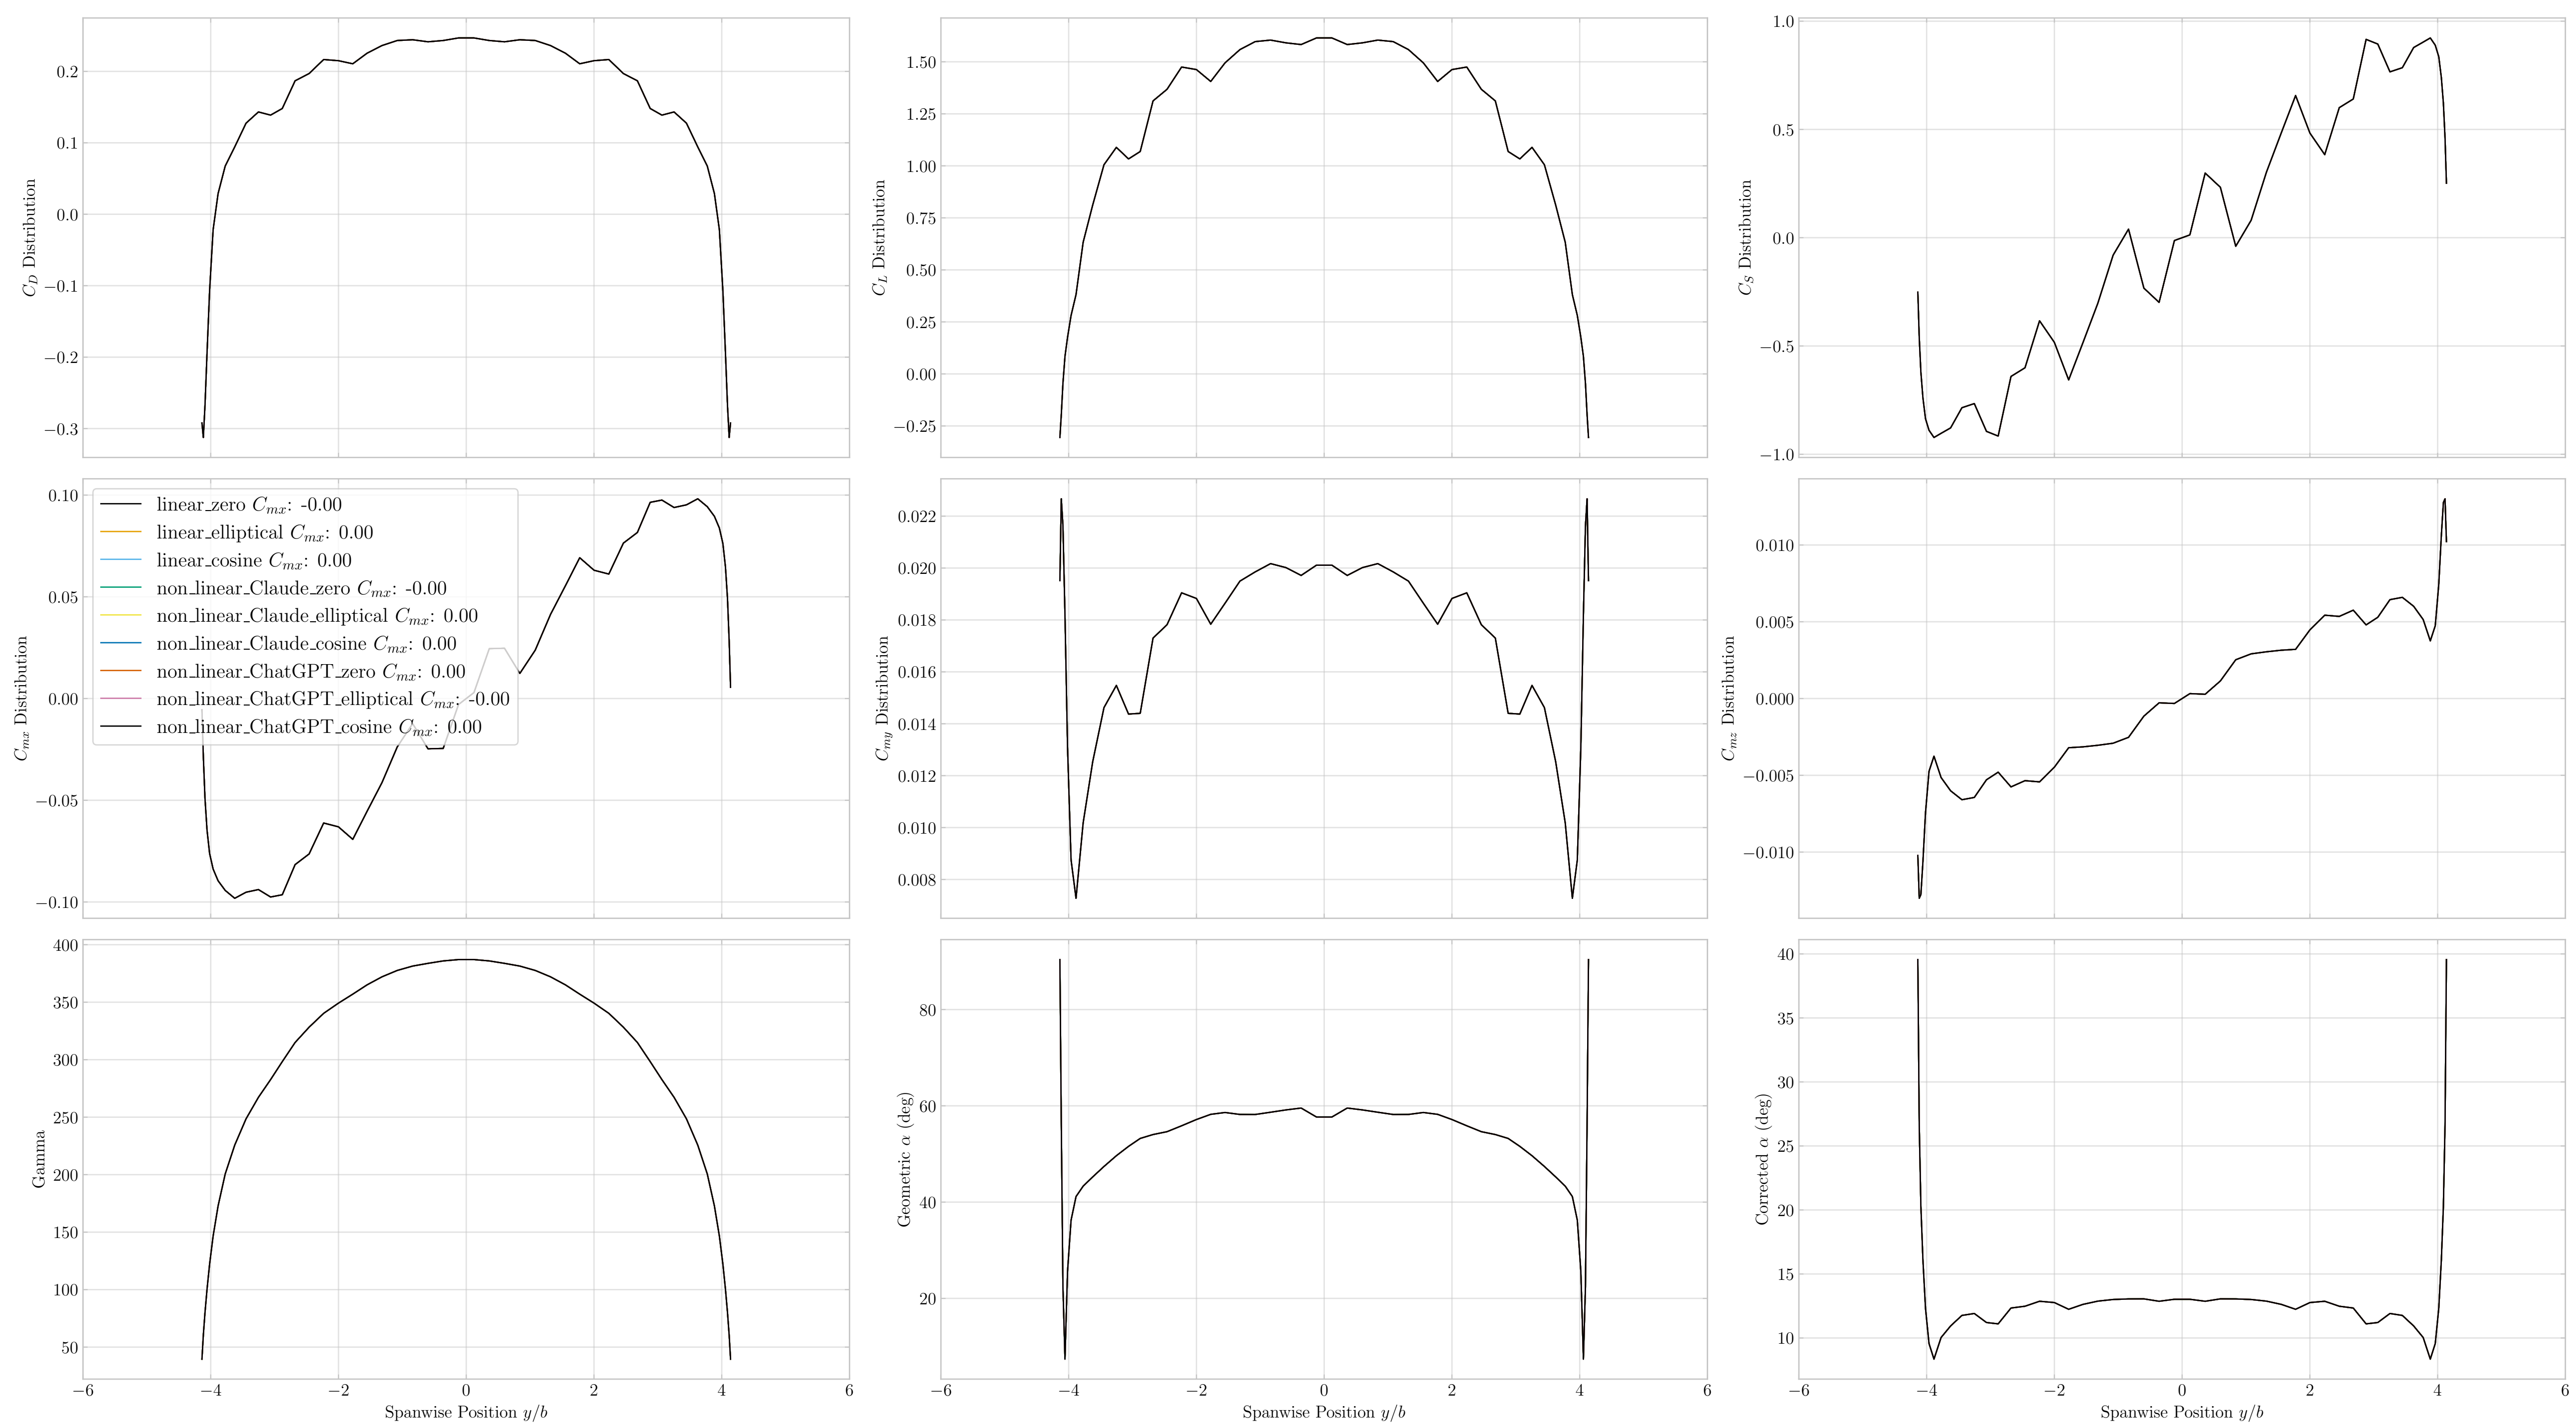 0.2
0.1
0.0
−0.1
−0.2
−0.3
C_D Distribution
1.50
1.25
1.00
0.75
0.50
0.25
0.00
−0.25
C_L Distribution
1.0
0.5
0.0
−0.5
−1.0
C_S Distribution
0.10
0.05
0.00
−0.05
−0.10
C_mx Distribution
linear_zero C_mx: -0.00
linear_elliptical C_mx: 0.00
linear_cosine C_mx: 0.00
non_linear_Claude_zero C_mx: -0.00
non_linear_Claude_elliptical C_mx: 0.00
non_linear_Claude_cosine C_mx: 0.00
non_linear_ChatGPT_zero C_mx: 0.00
non_linear_ChatGPT_elliptical C_mx: -0.00
non_linear_ChatGPT_cosine C_mx: 0.00
0.022
0.020
0.018
0.016
0.014
0.012
0.010
0.008
C_my Distribution
0.010
0.005
0.000
−0.005
−0.010
C_mz Distribution
400
350
300
250
200
150
100
50
Gamma
−6 −4 −2 0 2 4 6
Spanwise Position y/b
80
60
40
20
Geometric α (deg)
−6 −4 −2 0 2 4 6
Spanwise Position y/b
40
35
30
25
20
15
10
Corrected α (deg)
−6 −4 −2 0 2 4 6
Spanwise Position y/b